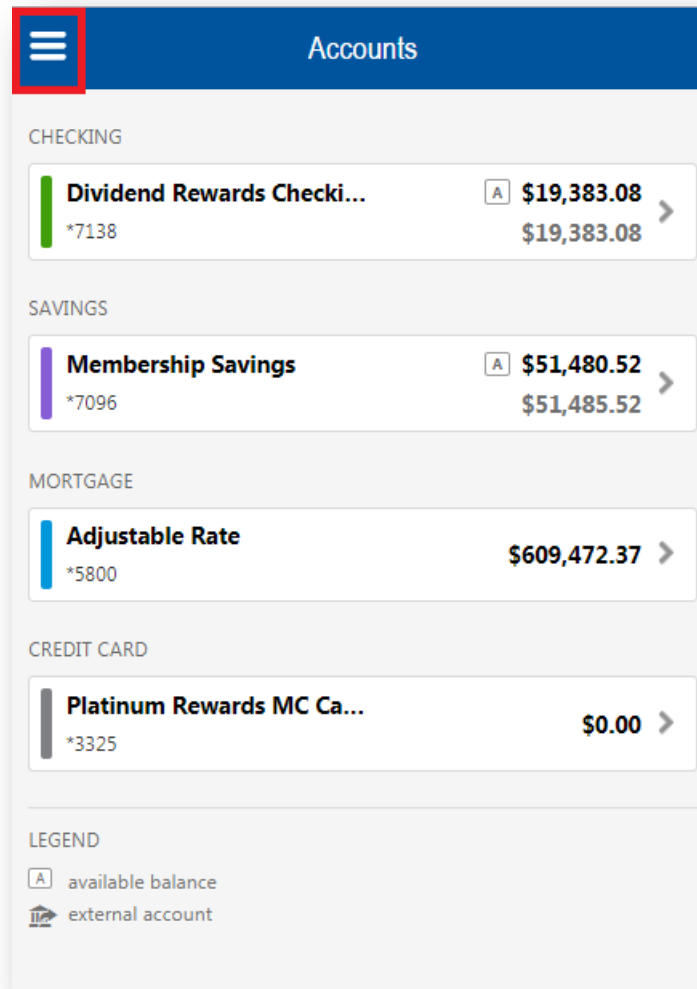 Accounts
CHECKING
Dividend Rewards Checki... A $19,383.08
*7138 $19,383.08
SAVINGS
Membership Savings A $51,480.52
*7096 $51,485.52
MORTGAGE
Adjustable Rate $609,472.37
*5800
CREDIT CARD
Platinum Rewards MC Ca... $0.00
*3325
LEGEND
A available balance
external account